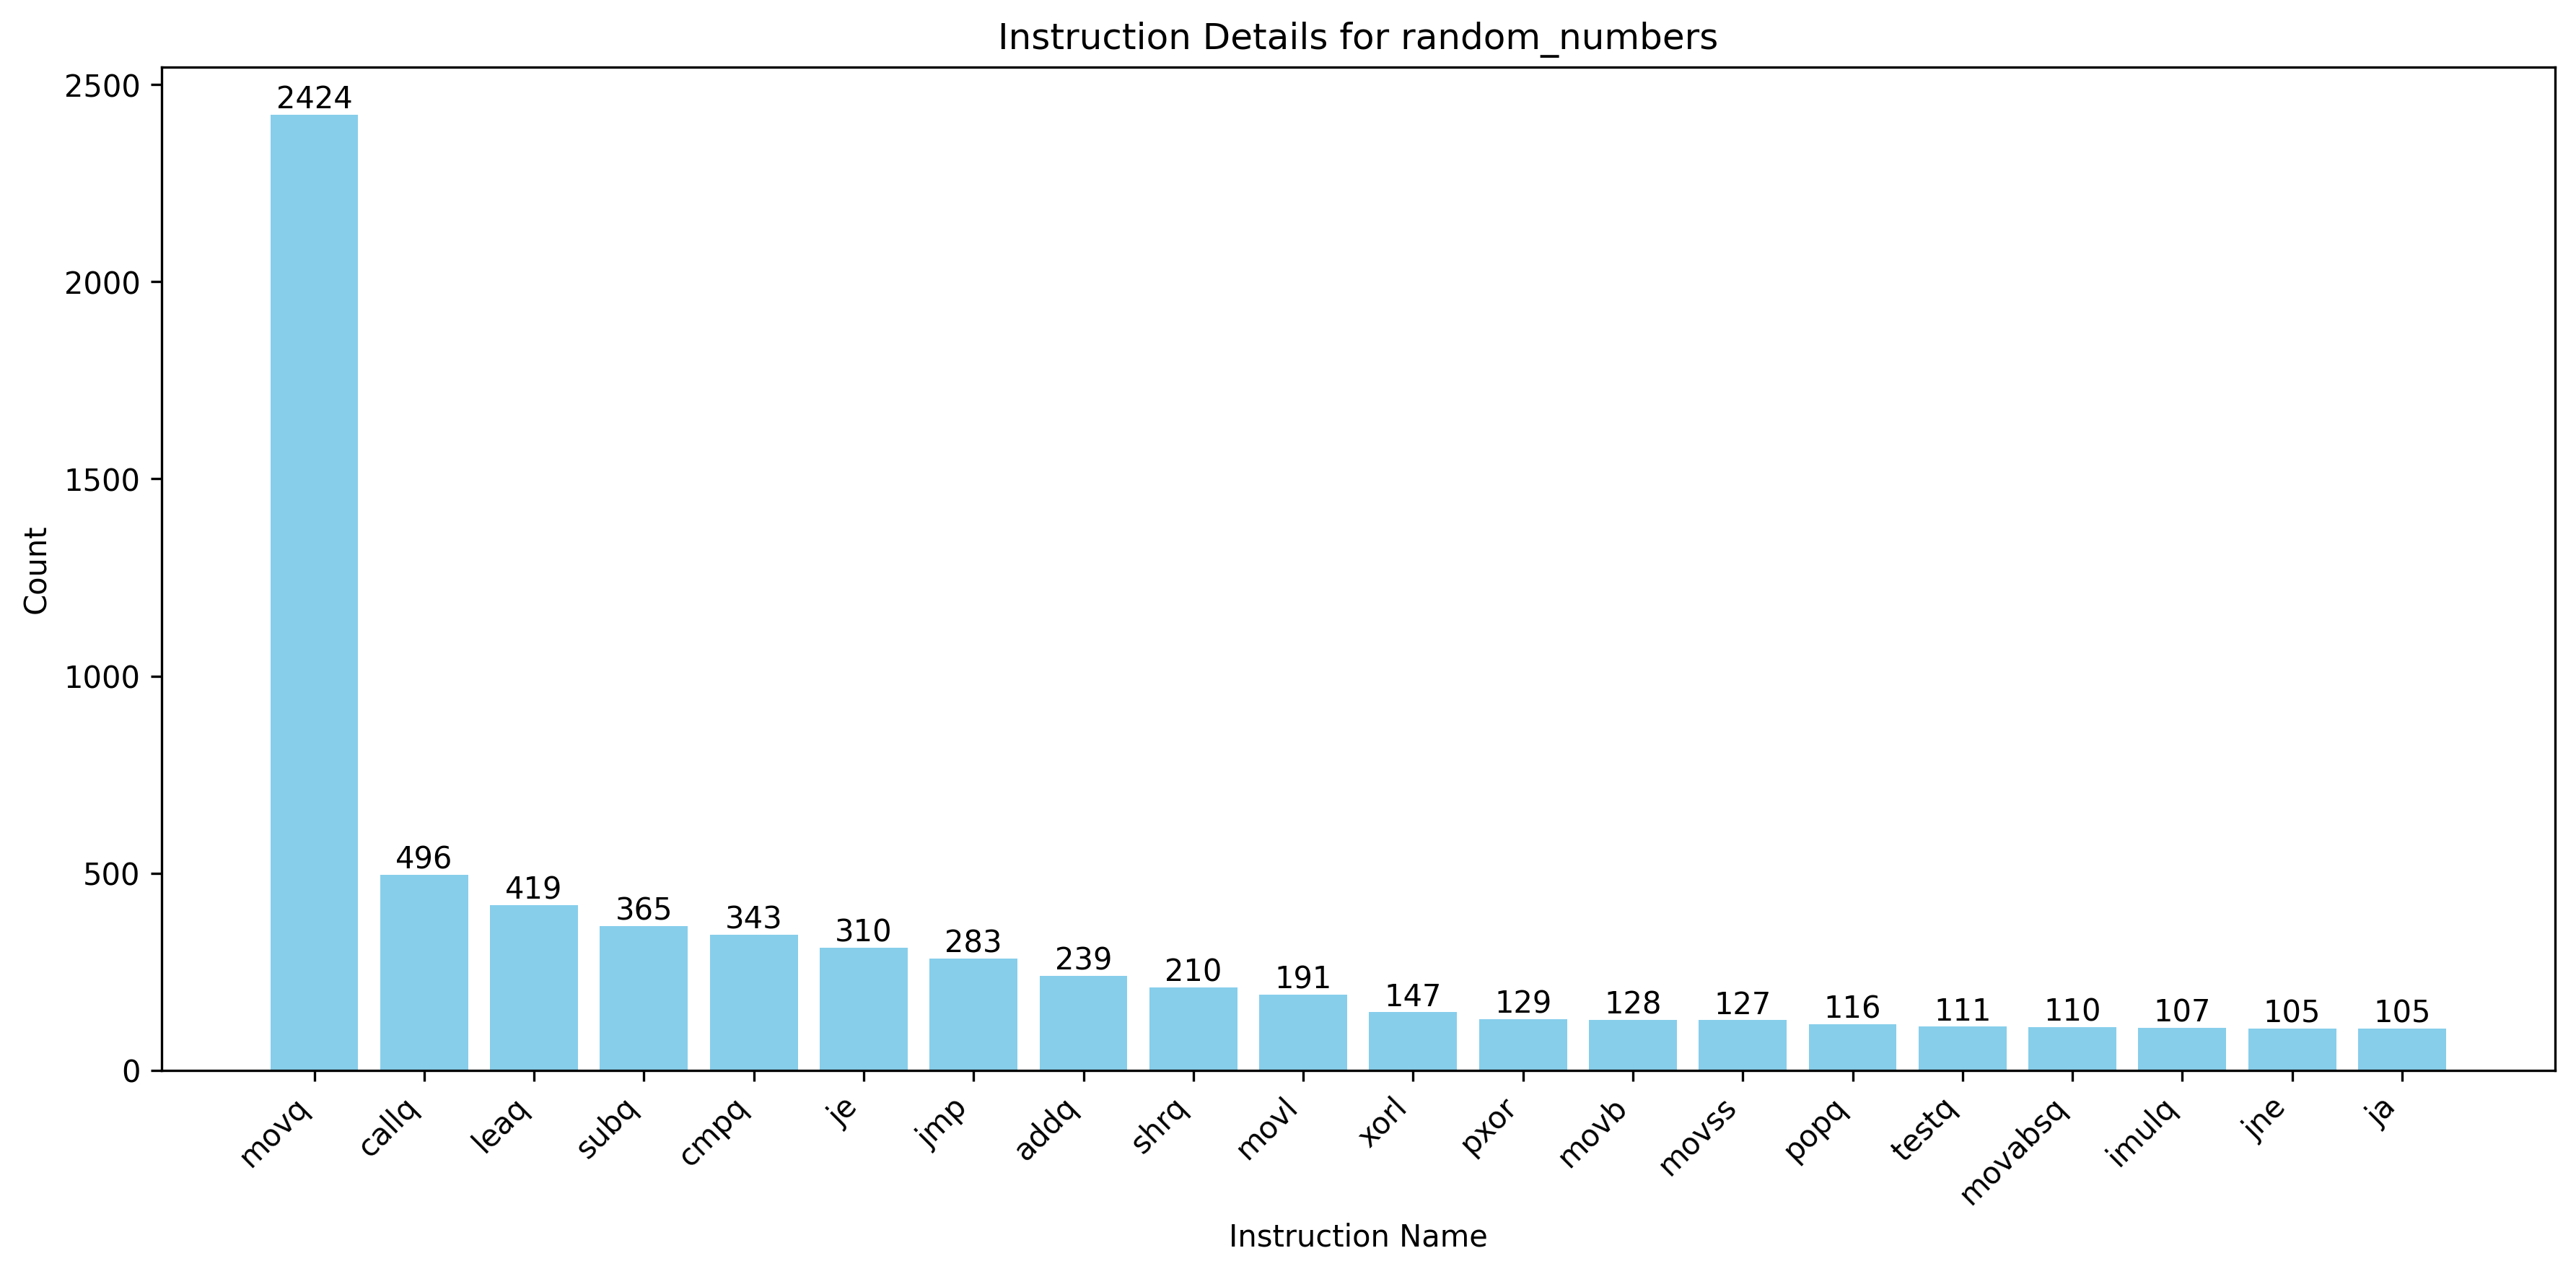 Instruction Details for random_numbers
2500
2000
1500
1000
500
0
Count
2424
496
419
365
343
310
283
239
210
191
147
129
128
127
116
111
110
107
105
105
movq
callq
leaq
subq
cmpq
je
jmp
addq
shrq
movl
xorl
pxor
movb
movss
popq
testq
movabsq
imulq
jne
ja
Instruction Name